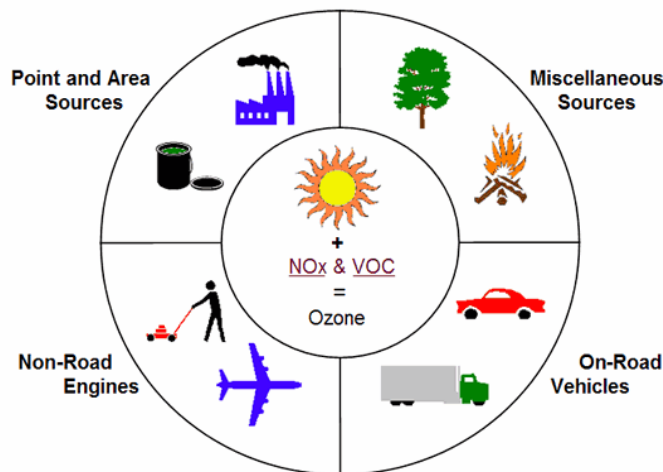 Point and Area
Sources
Miscellaneous
Sources
+
NOx & VOC
=
Ozone
Non-Road
Engines
On-Road
Vehicles